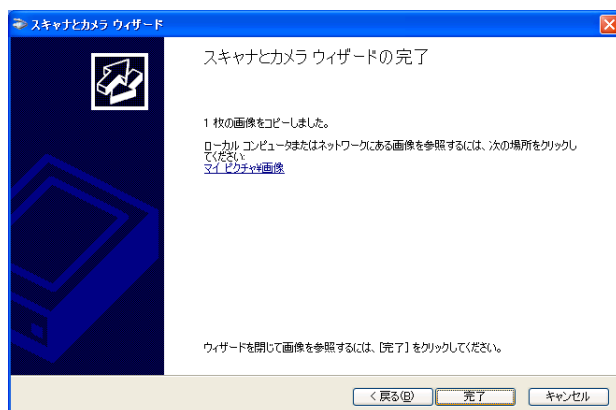 スキャナとカメラ ウィザード
スキャナとカメラ ウィザードの完了
1 枚の画像をコピーしました。
ローカル コンピュータまたはネットワークにある画像を参照するには、次の場所をクリックし
てください:
マイ ピクチャ¥画像
ウィザードを閉じて画像を参照するには、[完了] をクリックしてください。
< 戻る(B)
完了
キャンセル